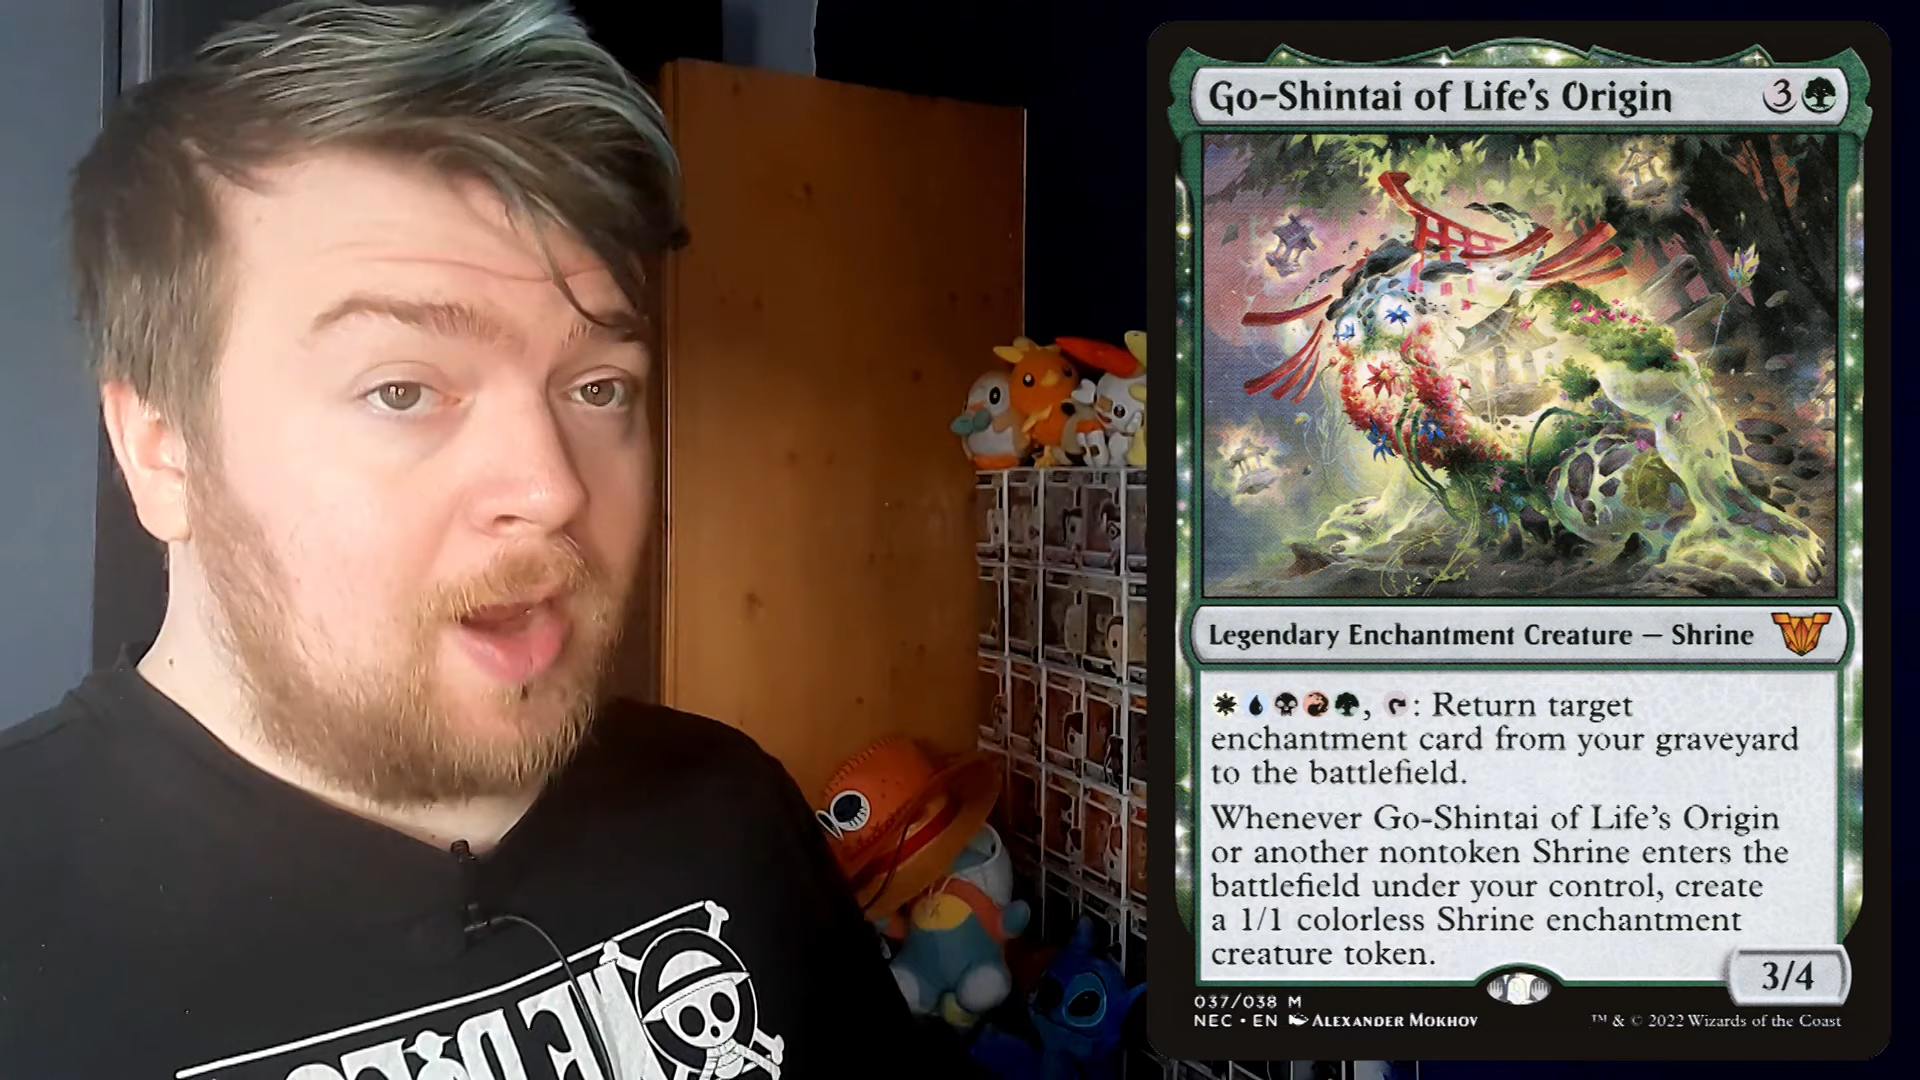 Go-Shintai of Life's Origin 3
Legendary Enchantment Creature — Shrine
, : Return target
enchantment card from your graveyard
to the battlefield.
Whenever Go-Shintai of Life's Origin
or another nontoken Shrine enters the
battlefield under your control, create
a 1/1 colorless Shrine enchantment
creature token.
3/4
037/038 M
NEC • EN ALEXANDER MOKHOV
™ & © 2022 Wizards of the Coast